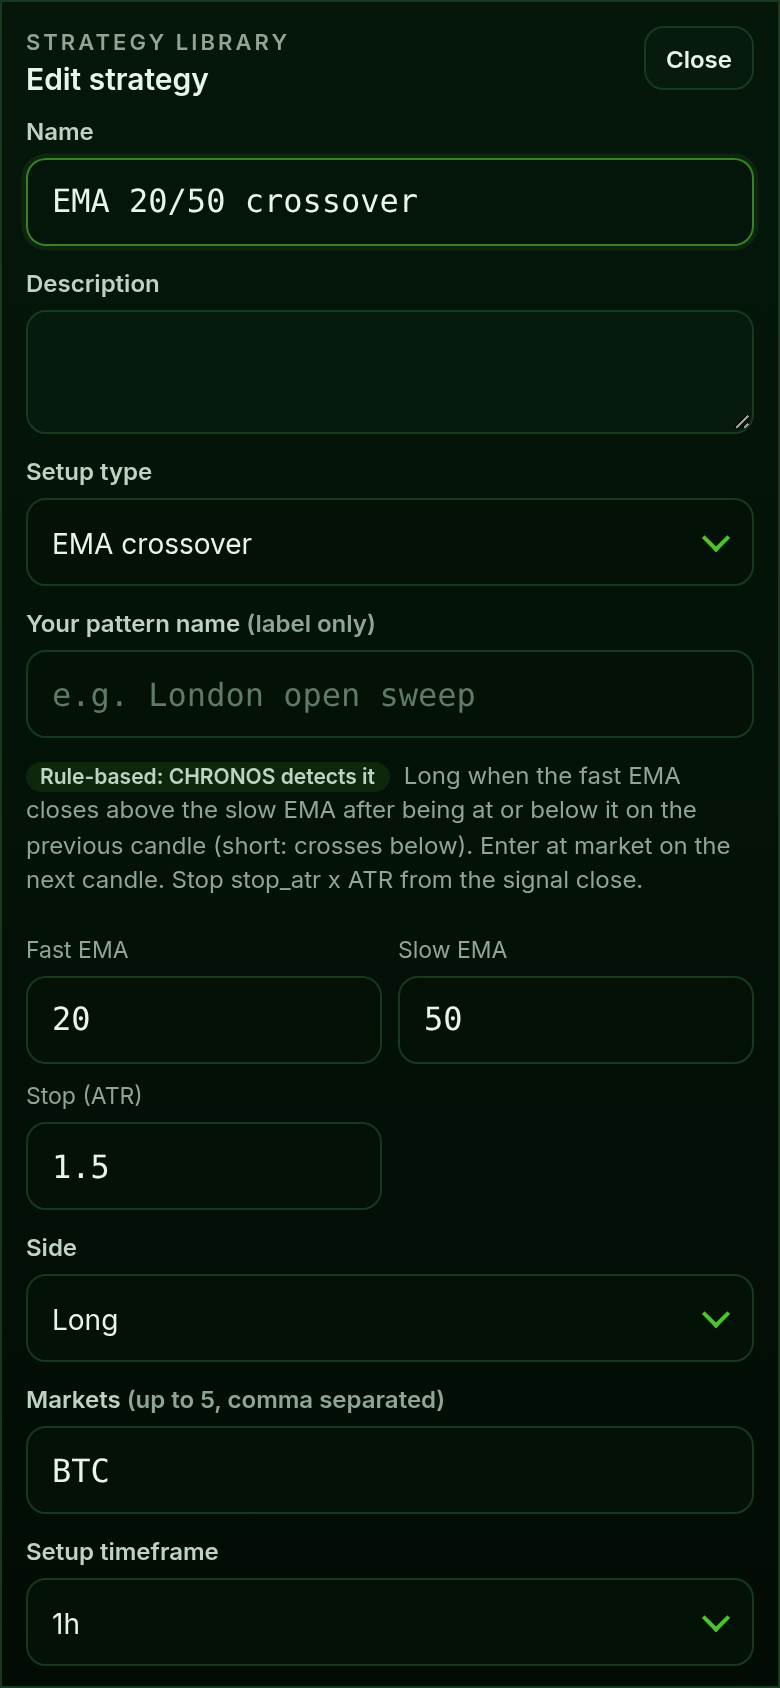 STRATEGY LIBRARY
Edit strategy
Close
Name
EMA 20/50 crossover
Description
Setup type
EMA crossover
Your pattern name (label only)
e.g. London open sweep
Rule-based: CHRONOS detects it Long when the fast EMA
closes above the slow EMA after being at or below it on the
previous candle (short: crosses below). Enter at market on the
next candle. Stop stop_atr x ATR from the signal close.
Fast EMA
Slow EMA
20
50
Stop (ATR)
1.5
Side
Long
Markets (up to 5, comma separated)
BTC
Setup timeframe
1h